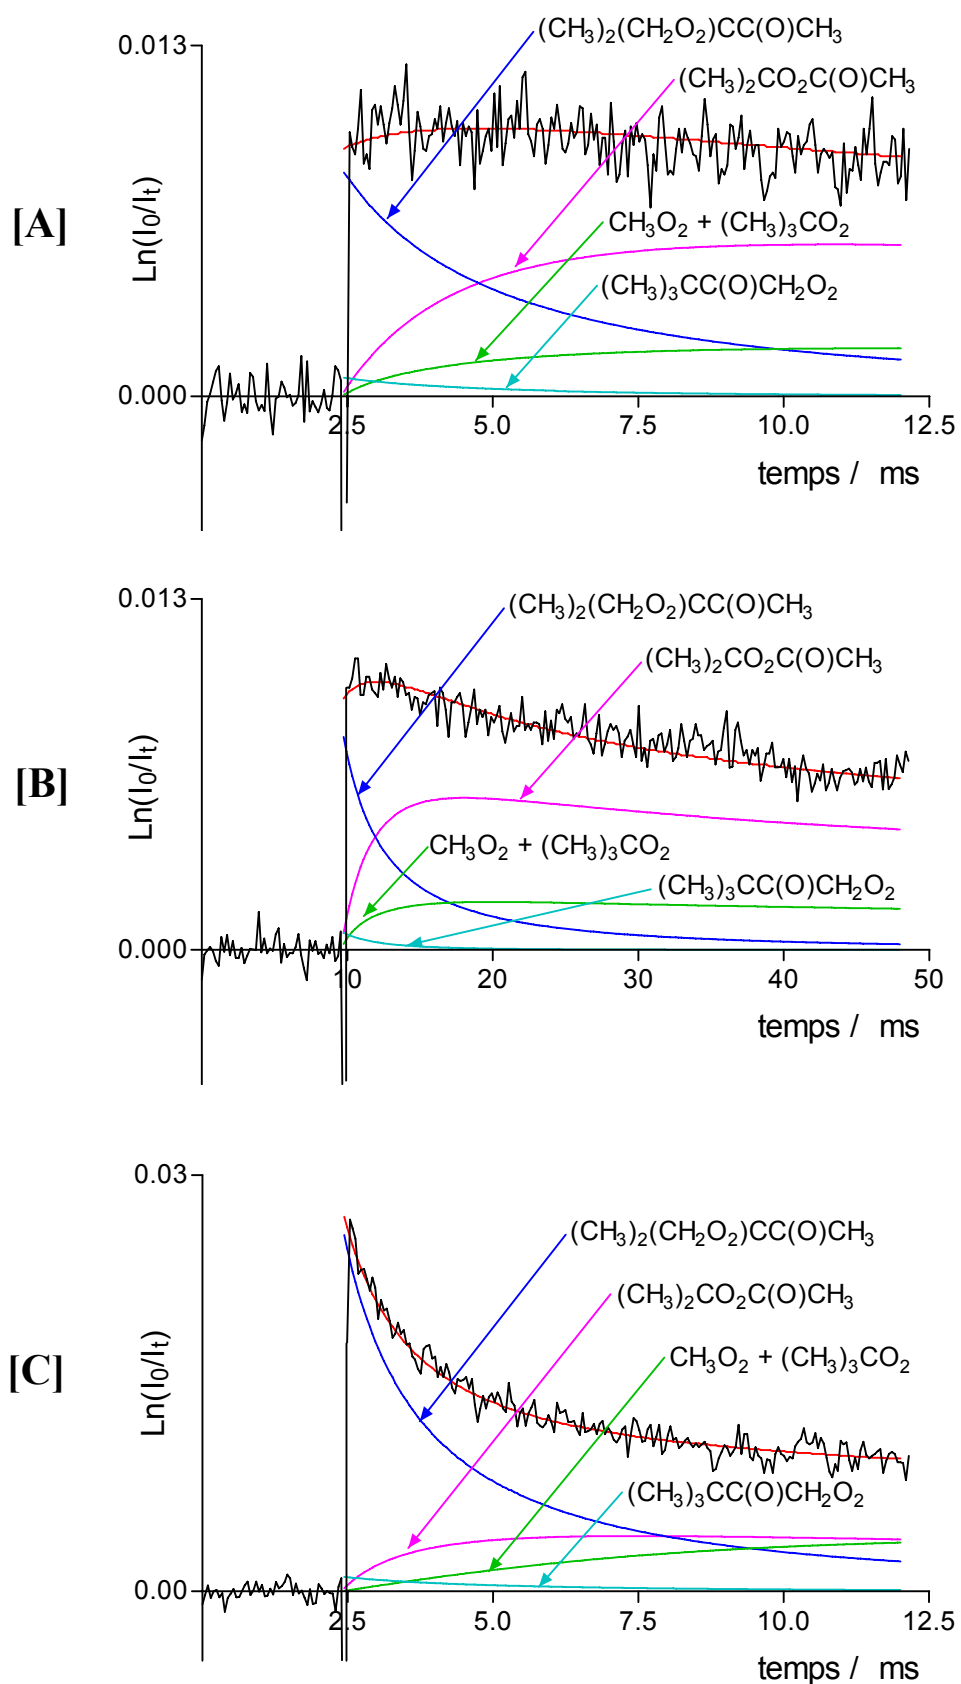 0.013
(CH₃)₂(CH₂O₂)CC(O)CH₃
(CH₃)₂CO₂C(O)CH₃
[A]
Ln(I₀/Iₜ)
CH₃O₂ + (CH₃)₃CO₂
(CH₃)₃CC(O)CH₂O₂
0.000
2.5 5.0 7.5 10.0 12.5
temps / ms
0.013
(CH₃)₂(CH₂O₂)CC(O)CH₃
(CH₃)₂CO₂C(O)CH₃
[B]
Ln(I₀/Iₜ)
CH₃O₂ + (CH₃)₃CO₂
(CH₃)₃CC(O)CH₂O₂
0.000
10 20 30 40 50
temps / ms
0.03
(CH₃)₂(CH₂O₂)CC(O)CH₃
(CH₃)₂CO₂C(O)CH₃
[C]
Ln(I₀/Iₜ)
CH₃O₂ + (CH₃)₃CO₂
(CH₃)₃CC(O)CH₂O₂
0.00
2.5 5.0 7.5 10.0 12.5
temps / ms